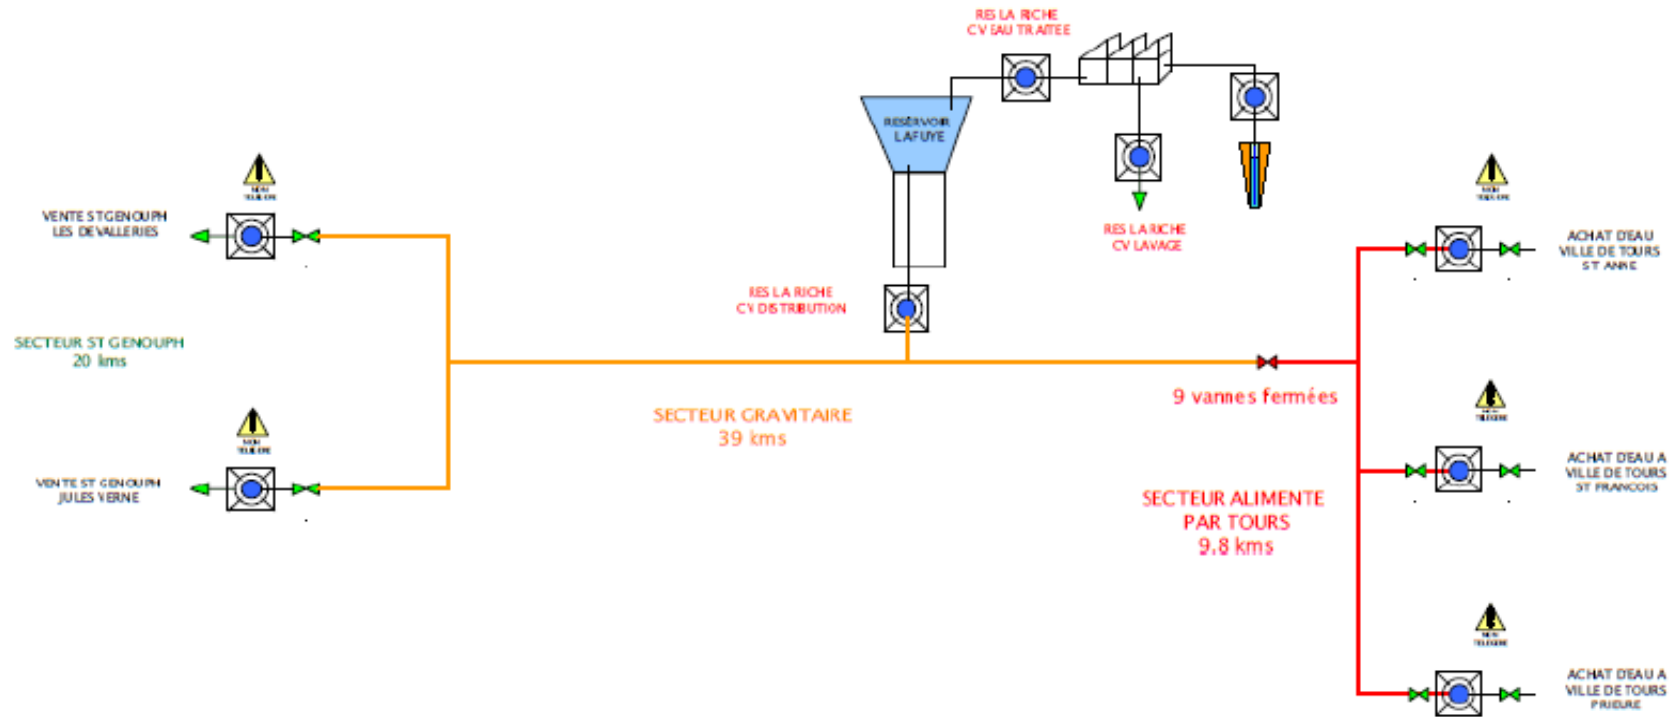 RES LA RICHE
CV EAU TRAITEE
RESERVOIR
LAFUYE
RES LA RICHE
CV LAVAGE
RES LA RICHE
CV DISTRIBUTION
VENTE ST GENOUPH
LES DEVALLERIES
SECTEUR ST GENOUPH
20 kms
VENTE ST GENOUPH
JULES VERNE
SECTEUR GRAVITAIRE
39 kms
9 vannes fermées
SECTEUR ALIMENTE
PAR TOURS
9.8 kms
ACHAT D'EAU
VILLE DE TOURS
ST ANNE
ACHAT D'EAU A
VILLE DE TOURS
ST FRANCOIS
ACHAT D'EAU A
VILLE DE TOURS
PRIEURE